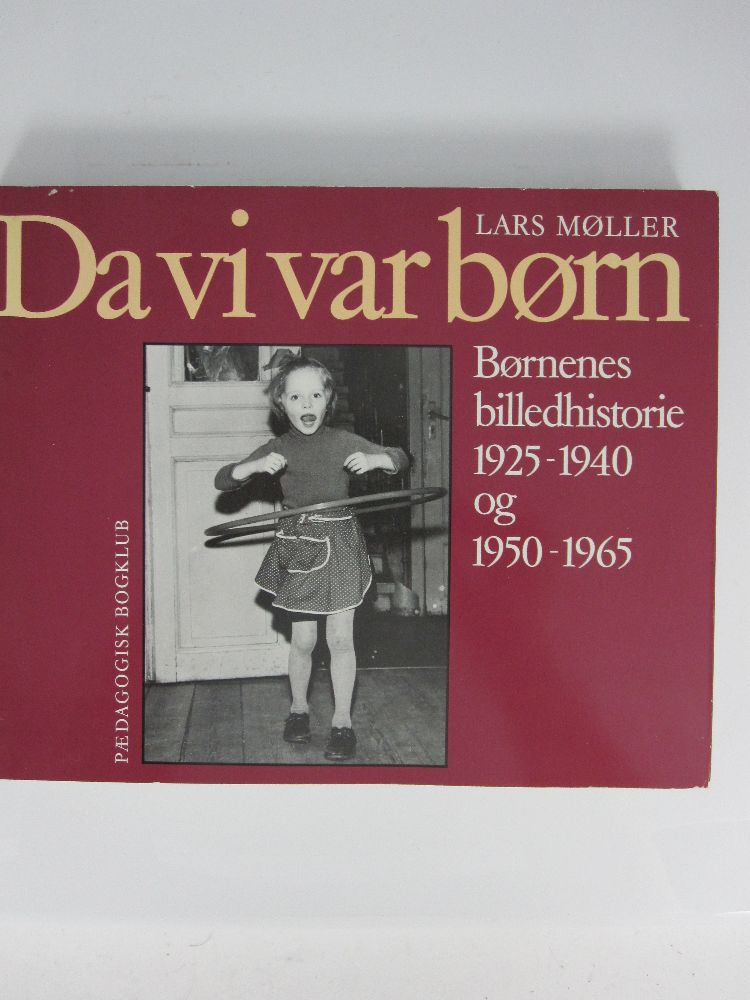 LARS MØLLER
Da vi var børn
Børnenes
billedhistorie
1925-1940
og
1950-1965
PÆDAGOGISK BOGKLUB